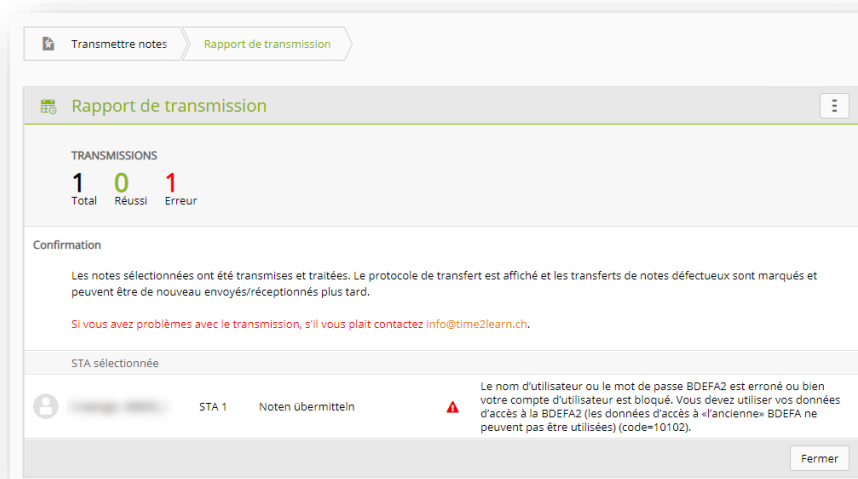 Transmettre notes
Rapport de transmission
Rapport de transmission
TRANSMISSIONS
1 0 1
Total Réussi Erreur
Confirmation
Les notes sélectionnées ont été transmises et traitées. Le protocole de transfert est affiché et les transferts de notes défectueux sont marqués et
peuvent être de nouveau envoyés/réceptionnés plus tard.
Si vous avez problèmes avec le transmission, s'il vous plait contactez info@time2learn.ch.
STA sélectionnée
Le nom d'utilisateur ou le mot de passe BDEFA2 est erroné ou bien
votre compte d'utilisateur est bloqué. Vous devez utiliser vos données
STA 1 Noten übermitteln
d'accès à la BDEFA2 (les données d'accès à «l'ancienne» BDEFA ne
peuvent pas être utilisées) (code=10102).
Fermer